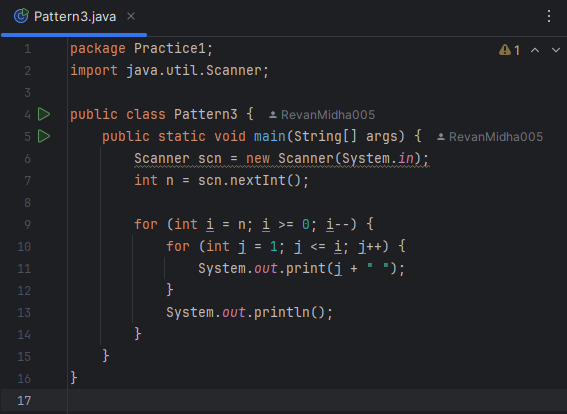 Pattern3.java
1 package Practice1; 1
2 import java.util.Scanner;
3
4 public class Pattern3 { RevanMidha005
5     public static void main(String[] args) { RevanMidha005
6         Scanner scn = new Scanner(System.in);
7         int n = scn.nextInt();
8
9         for (int i = n; i >= 0; i--) {
10             for (int j = 1; j <= i; j++) {
11                 System.out.print(j + " ");
12             }
13             System.out.println();
14         }
15     }
16 }
17